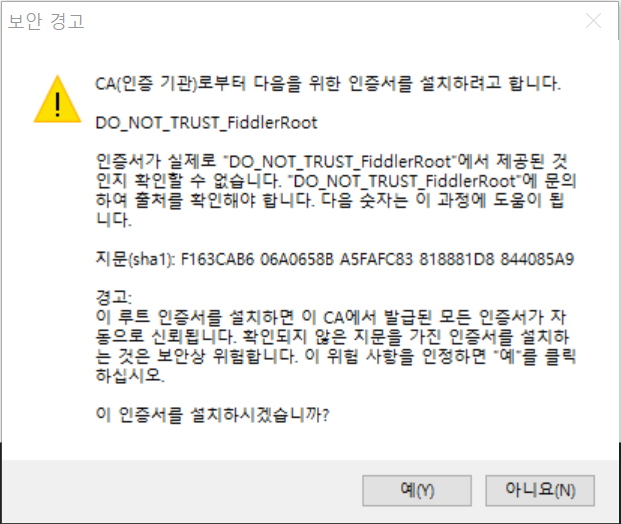 보안 경고
CA(인증 기관)로부터 다음을 위한 인증서를 설치하려고 합니다.
DO_NOT_TRUST_FiddlerRoot
인증서가 실제로 "DO_NOT_TRUST_FiddlerRoot"에서 제공된 것
인지 확인할 수 없습니다. "DO_NOT_TRUST_FiddlerRoot"에 문의
하여 출처를 확인해야 합니다. 다음 숫자는 이 과정에 도움이 됩
니다.
지문(sha1): F163CAB6 06A0658B A5FAFC83 818881D8 844085A9
경고:
이 루트 인증서를 설치하면 이 CA에서 발급된 모든 인증서가 자
동으로 신뢰됩니다. 확인되지 않은 지문을 가진 인증서를 설치하
는 것은 보안상 위험합니다. 이 위험 사항을 인정하면 "예"를 클릭
하십시오.
이 인증서를 설치하시겠습니까?
예(Y)
아니요(N)